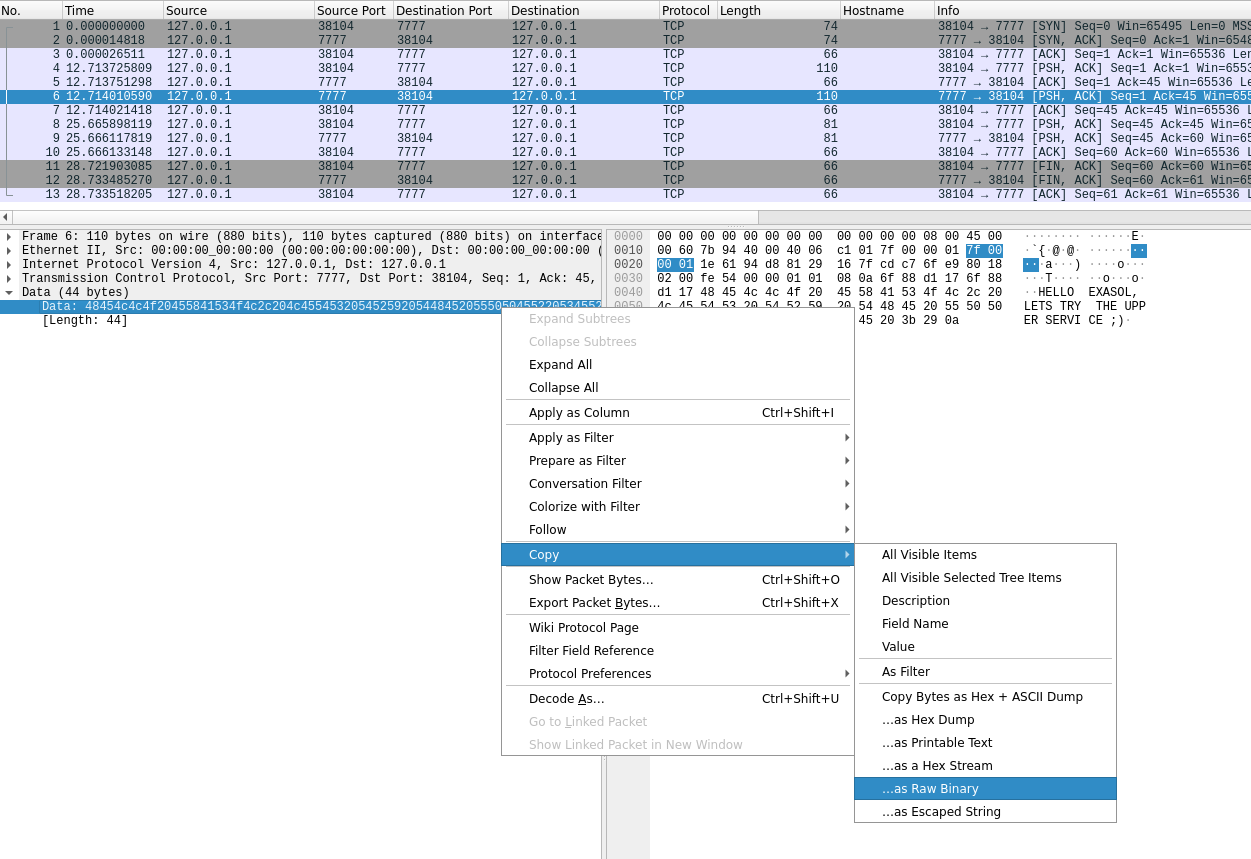 No. Time Source Source Port Destination Port Destination Protocol Length Hostname Info
1 0.000000000 127.0.0.1 38104 7777 127.0.0.1 TCP 74 38104 → 7777 [SYN] Seq=0 Win=65495 Len=0 MSS
2 0.000014818 127.0.0.1 7777 38104 127.0.0.1 TCP 74 7777 → 38104 [SYN, ACK] Seq=0 Ack=1 Win=6548
3 0.000026511 127.0.0.1 38104 7777 127.0.0.1 TCP 66 38104 → 7777 [ACK] Seq=1 Ack=1 Win=65536 Len
4 12.713725809 127.0.0.1 38104 7777 127.0.0.1 TCP 110 38104 → 7777 [PSH, ACK] Seq=1 Ack=1 Win=6553
5 12.713751298 127.0.0.1 7777 38104 127.0.0.1 TCP 66 7777 → 38104 [ACK] Seq=1 Ack=45 Win=65536 L
6 12.714010590 127.0.0.1 7777 38104 127.0.0.1 TCP 110 7777 → 38104 [PSH, ACK] Seq=1 Ack=45 Win=655
7 12.714021418 127.0.0.1 38104 7777 127.0.0.1 TCP 66 38104 → 7777 [ACK] Seq=45 Ack=45 Win=65536 L
8 25.665898119 127.0.0.1 38104 7777 127.0.0.1 TCP 81 38104 → 7777 [PSH, ACK] Seq=45 Ack=45 Win=65
9 25.666117819 127.0.0.1 7777 38104 127.0.0.1 TCP 81 7777 → 38104 [PSH, ACK] Seq=45 Ack=60 Win=65
10 25.666133148 127.0.0.1 38104 7777 127.0.0.1 TCP 66 38104 → 7777 [ACK] Seq=60 Ack=60 Win=65536 L
11 28.721903085 127.0.0.1 38104 7777 127.0.0.1 TCP 66 38104 → 7777 [FIN, ACK] Seq=60 Ack=60 Win=65
12 28.733485270 127.0.0.1 7777 38104 127.0.0.1 TCP 66 7777 → 38104 [FIN, ACK] Seq=60 Ack=61 Win=65
13 28.733518205 127.0.0.1 38104 7777 127.0.0.1 TCP 66 38104 → 7777 [ACK] Seq=61 Ack=61 Win=65536 L
Frame 6: 110 bytes on wire (880 bits), 110 bytes captured (880 bits) on interface
Ethernet II, Src: 00:00:00_00:00:00 (00:00:00:00:00:00), Dst: 00:00:00_00:00:00 (
Internet Protocol Version 4, Src: 127.0.0.1, Dst: 127.0.0.1
Transmission Control Protocol, Src Port: 7777, Dst Port: 38104, Seq: 1, Ack: 45,
Data (44 bytes)
Data: 48454c4c4f20455841534f4c2c204c455453205452592054484520555050455220534552
[Length: 44]
0000 00 00 00 00 00 00 00 00 00 00 00 00 08 00 45 00 ········ ······E·
0010 00 60 7b 94 40 00 40 06 c1 01 7f 00 00 01 7f 00 ·`{·@·@· ········
0020 00 01 1e 61 94 d8 81 29 16 7f cd c7 6f e9 80 18 ···a···) ····o···
0030 02 00 fe 54 00 00 01 01 08 0a 6f 88 d1 17 6f 88 ···T···· ··o···o·
0040 d1 17 48 45 4c 4c 4f 20 45 58 41 53 4f 4c 2c 20 ··HELLO EXASOL,
0050 4c 45 54 53 20 54 52 59 20 54 48 45 20 55 50 50 LETS TRY THE UPP
45 20 3b 29 0a ER SERVI CE ;)·
Expand Subtrees
Collapse Subtrees
Expand All
Collapse All
Apply as Column Ctrl+Shift+I
Apply as Filter
Prepare as Filter
Conversation Filter
Colorize with Filter
Follow
Copy
Show Packet Bytes… Ctrl+Shift+O
Export Packet Bytes… Ctrl+Shift+X
Wiki Protocol Page
Filter Field Reference
Protocol Preferences
Decode As… Ctrl+Shift+U
Go to Linked Packet
Show Linked Packet in New Window
All Visible Items
All Visible Selected Tree Items
Description
Field Name
Value
As Filter
Copy Bytes as Hex + ASCII Dump
…as Hex Dump
…as Printable Text
…as a Hex Stream
…as Raw Binary
…as Escaped String